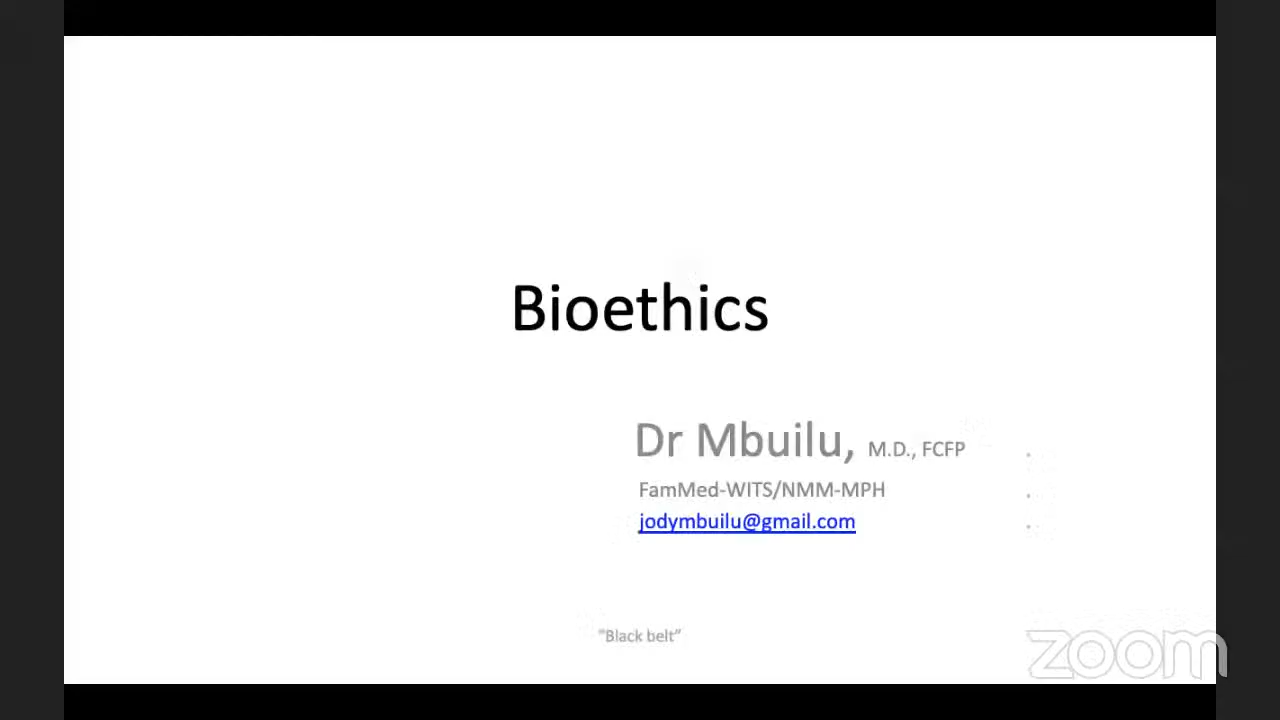 Bioethics
Dr Mbuilu, M.D., FCFP
FamMed-WITS/NMM-MPH
jodymbuilu@gmail.com
"Black belt”
zoom